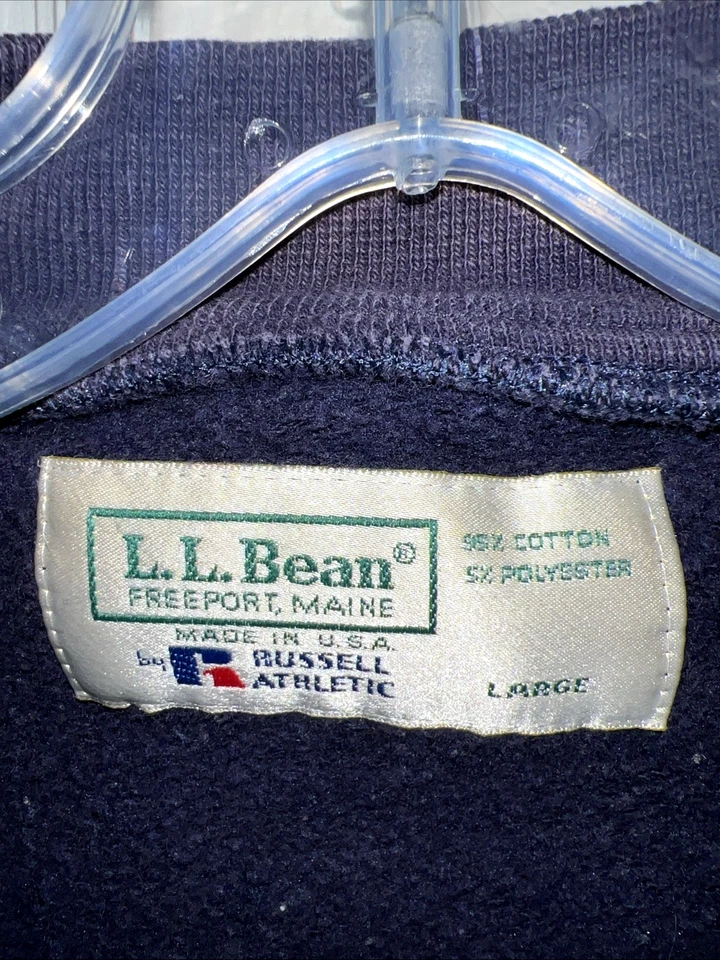 L.L.Bean®
FREEPORT, MAINE
MADE IN U.S.A.
by RUSSELL
ATHLETIC
95% COTTON
5% POLYESTER
LARGE